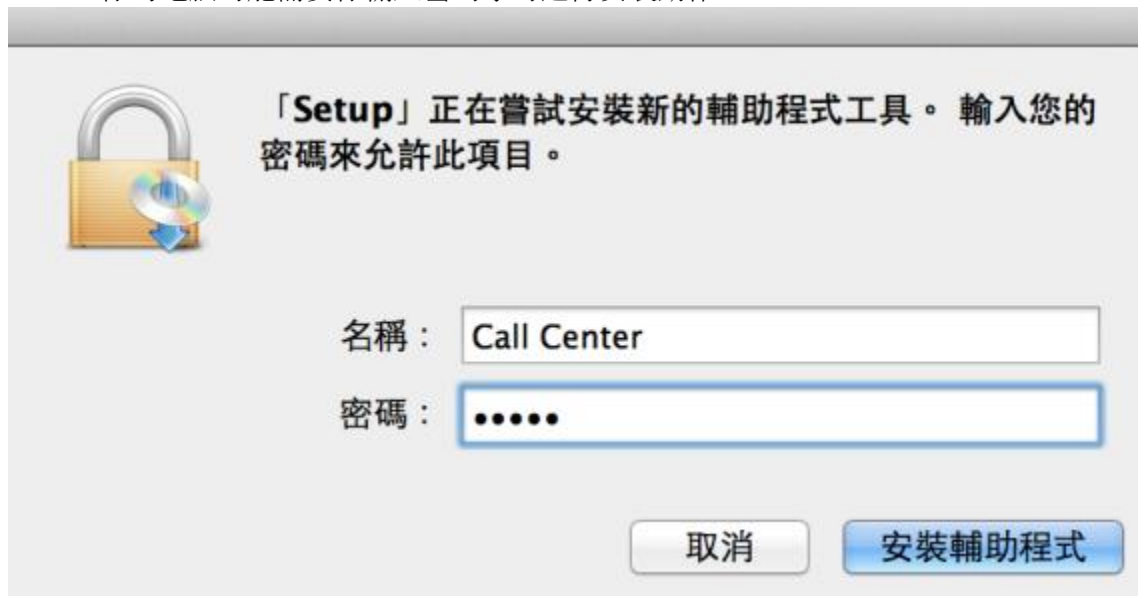 「Setup」正在嘗試安裝新的輔助程式工具。 輸入您的
密碼來允許此項目。
名稱： Call Center
密碼： •••••
取消 安裝輔助程式